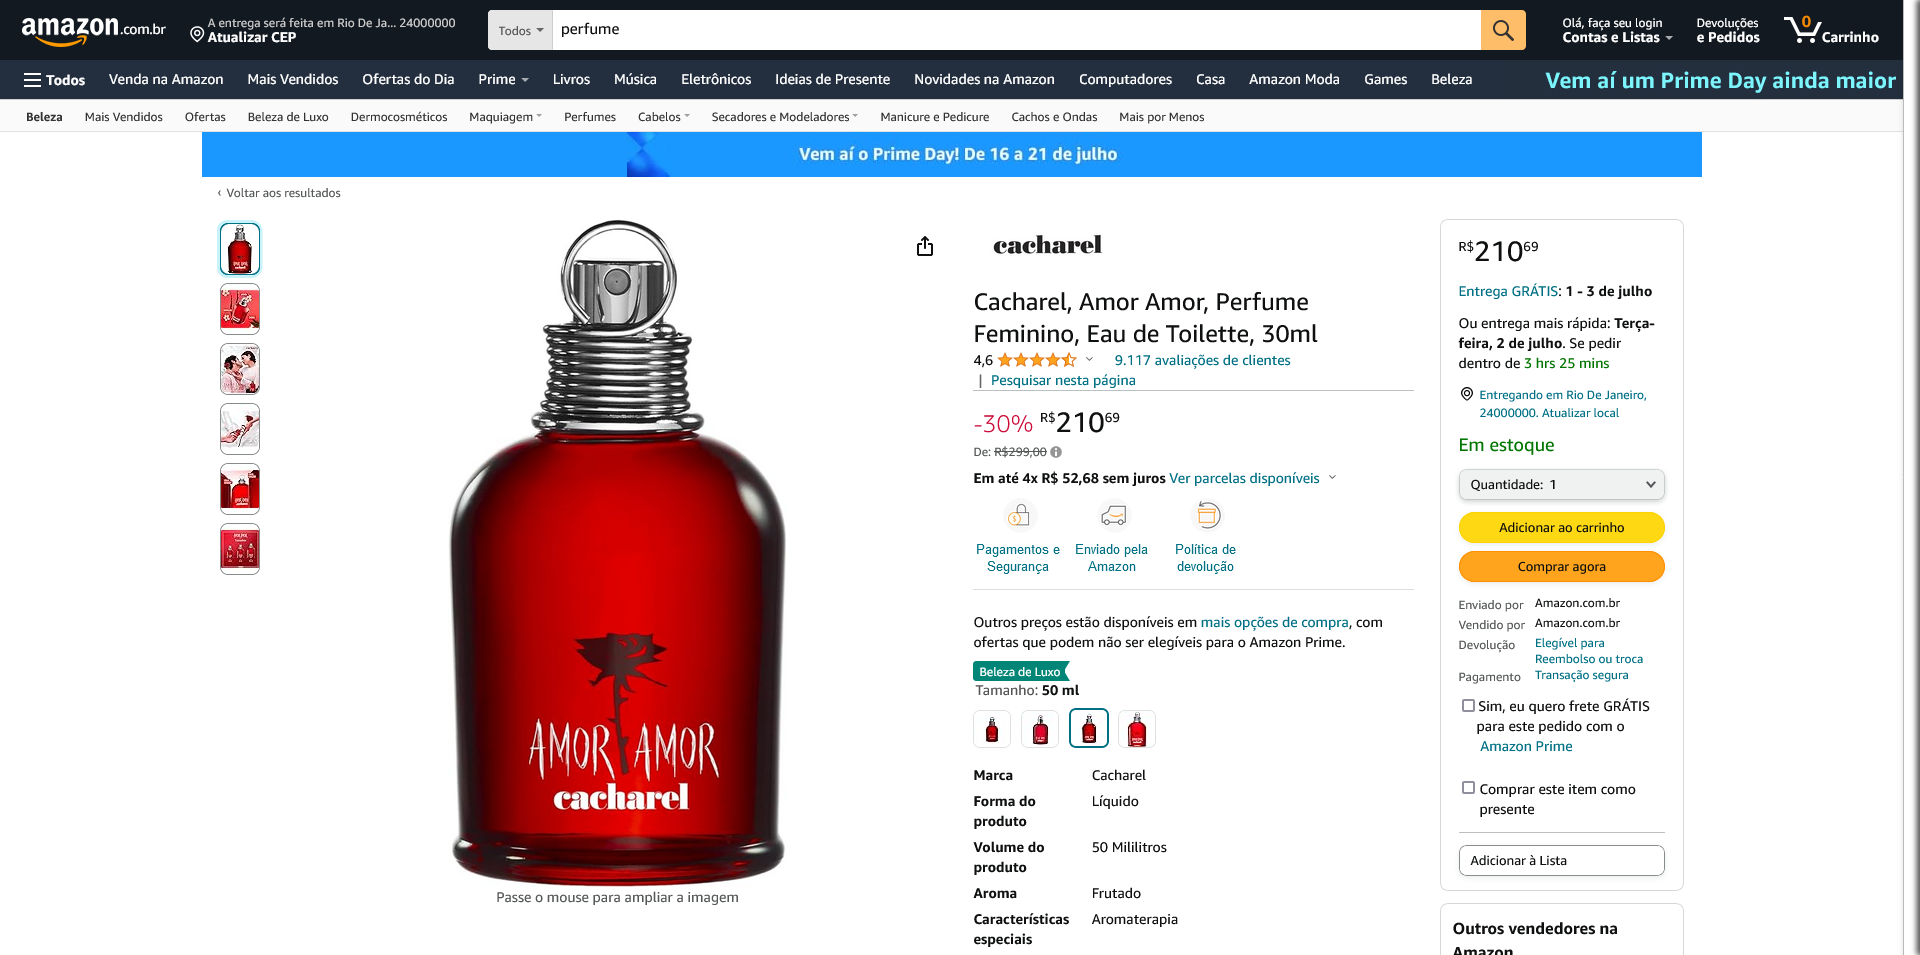 amazon.com.br
A entrega será feita em Rio De Ja... 24000000
Atualizar CEP
Todos
perfume
Olá, faça seu login
Contas e Listas
Devoluções
e Pedidos
0
Carrinho
Todos
Venda na Amazon
Mais Vendidos
Ofertas do Dia
Prime
Livros
Música
Eletrônicos
Ideias de Presente
Novidades na Amazon
Computadores
Casa
Amazon Moda
Games
Beleza
Vem aí um Prime Day ainda maior
Beleza
Mais Vendidos
Ofertas
Beleza de Luxo
Dermocosméticos
Maquiagem
Perfumes
Cabelos
Secadores e Modeladores
Manicure e Pedicure
Cachos e Ondas
Mais por Menos
Vem aí o Prime Day! De 16 a 21 de julho
‹ Voltar aos resultados
AMOR AMOR
cacharel
Passe o mouse para ampliar a imagem
cacharel
Cacharel, Amor Amor, Perfume
Feminino, Eau de Toilette, 30ml
4,6
9.117 avaliações de clientes
| Pesquisar nesta página
-30% R$21069
De: R$299,00
Em até 4x R$ 52,68 sem juros Ver parcelas disponíveis
Pagamentos e
Segurança
Enviado pela
Amazon
Política de
devolução
Outros preços estão disponíveis em mais opções de compra, com
ofertas que podem não ser elegíveis para o Amazon Prime.
Beleza de Luxo
Tamanho: 50 ml
Marca Cacharel
Forma do Líquido
produto
Volume do 50 Mililitros
produto
Aroma Frutado
Características Aromaterapia
especiais
R$21069
Entrega GRÁTIS: 1 - 3 de julho
Ou entrega mais rápida: Terça-
feira, 2 de julho. Se pedir
dentro de 3 hrs 25 mins
Entregando em Rio De Janeiro,
24000000. Atualizar local
Em estoque
Quantidade: 1
Adicionar ao carrinho
Comprar agora
Enviado por Amazon.com.br
Vendido por Amazon.com.br
Devolução Elegível para
Reembolso ou troca
Pagamento Transação segura
Sim, eu quero frete GRÁTIS
para este pedido com o
Amazon Prime
Comprar este item como
presente
Adicionar à Lista
Outros vendedores na
Amazon